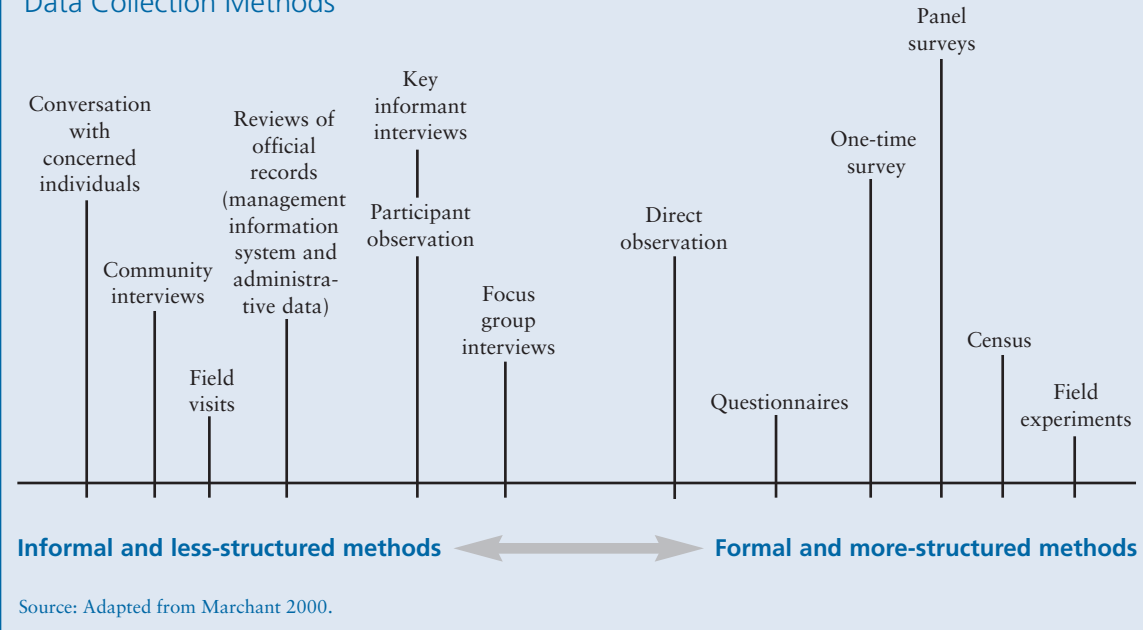 Data Collection Methods
Conversation
with
concerned
individuals
Community
interviews
Field
visits
Reviews of
official
records
(management
information
system and
administra-
tive data)
Key
informant
interviews
Participant
observation
Focus
group
interviews
Direct
observation
Questionnaires
One-time
survey
Panel
surveys
Census
Field
experiments
Informal and less-structured methods
Formal and more-structured methods
Source: Adapted from Marchant 2000.